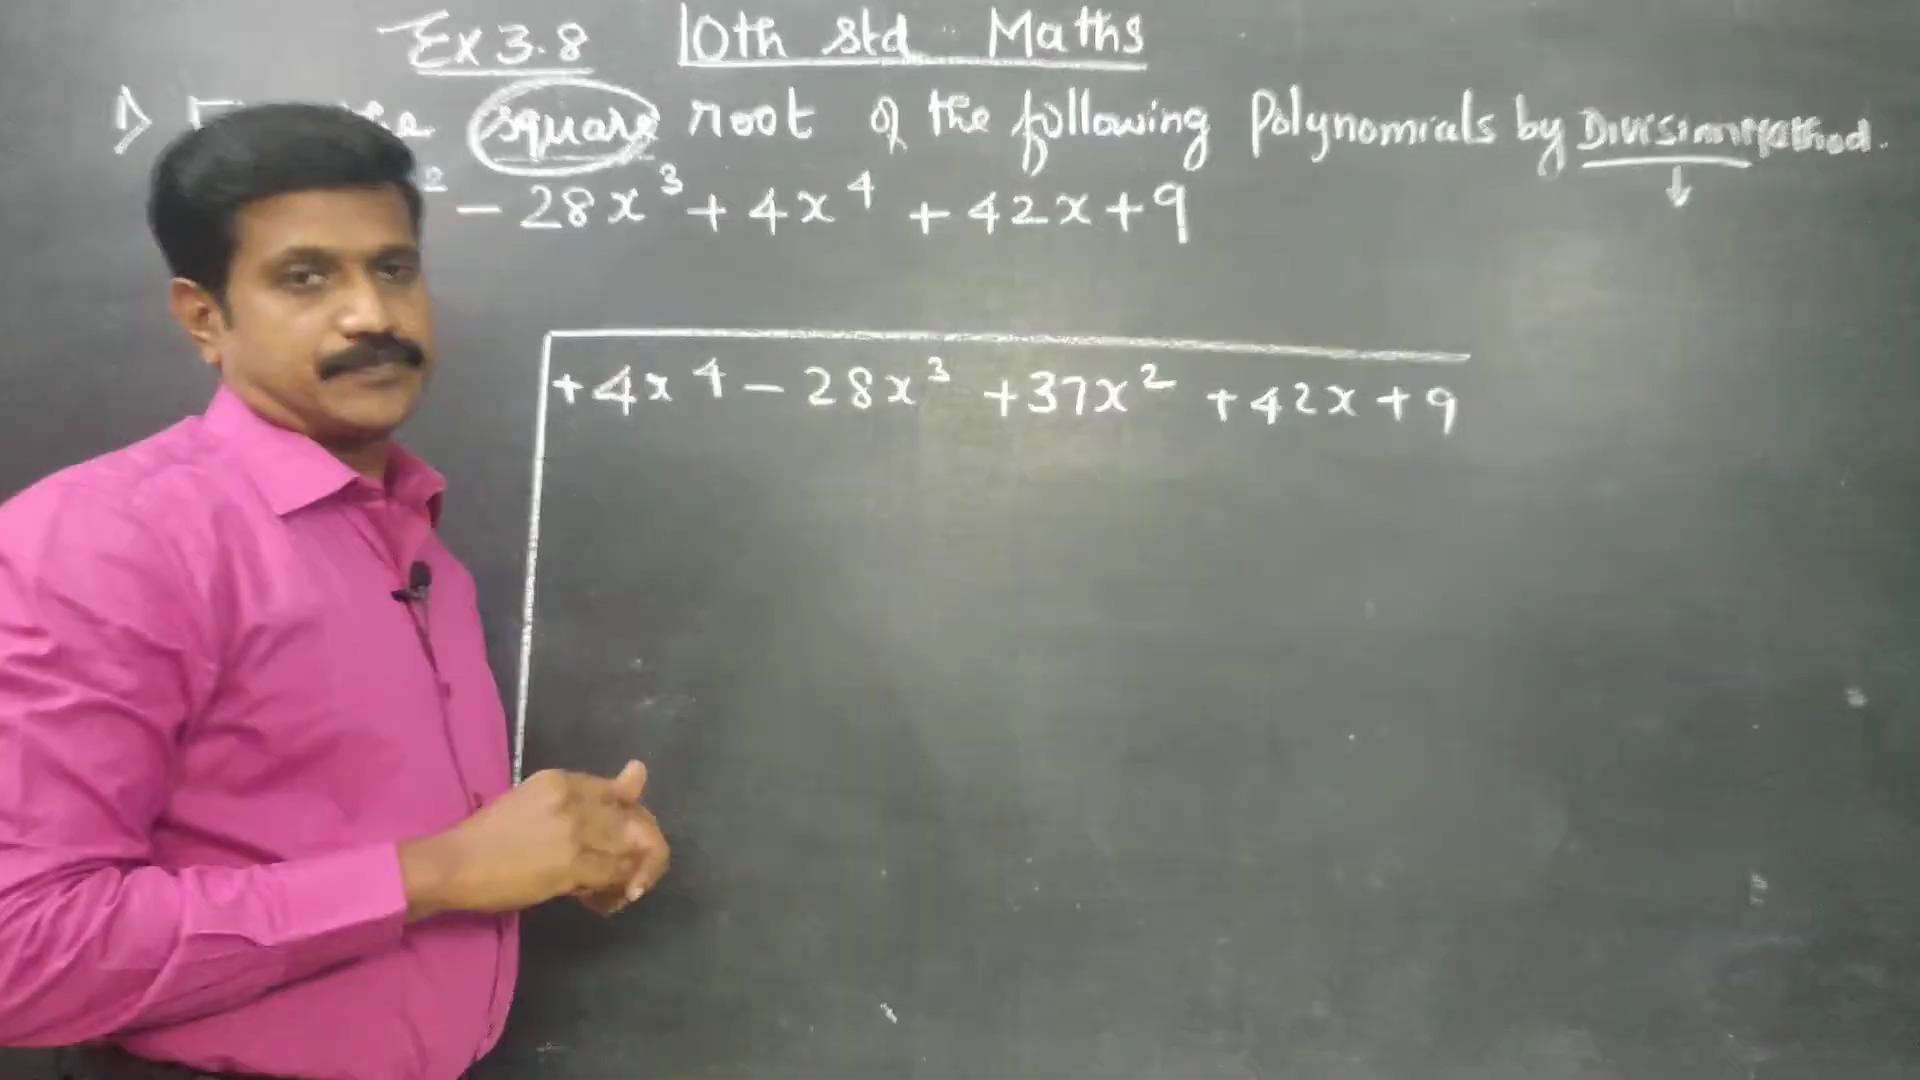 Ex 3.8 10th std Maths
1) square root of the following Polynomials by Division Method.
² - 28x³ + 4x⁴ + 42x + 9
+ 4x⁴ - 28x³ + 37x² + 42x + 9